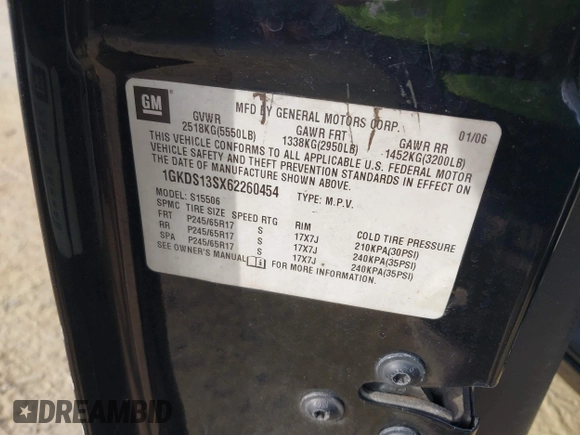 GM
MFD BY GENERAL MOTORS CORP.
01/06
GVWR GAWR FRT GAWR RR
2518KG(5550LB) 1338KG(2950LB) 1452KG(3200LB)
THIS VEHICLE CONFORMS TO ALL APPLICABLE U.S. FEDERAL MOTOR
VEHICLE SAFETY AND THEFT PREVENTION STANDARDS IN EFFECT ON
THE DATE OF MANUFACTURE SHOWN ABOVE.
1GKDS13SX62260454 TYPE: M.P.V.
MODEL: S15506
SPMC TIRE SIZE SPEED RTG RIM COLD TIRE PRESSURE
FRT P245/65R17 S 17X7J 210KPA(30PSI)
RR P245/65R17 S 17X7J 240KPA(35PSI)
SPA P245/65R17 S 17X7J 240KPA(35PSI)
SEE OWNER'S MANUAL FOR MORE INFORMATION.
DREAMBID